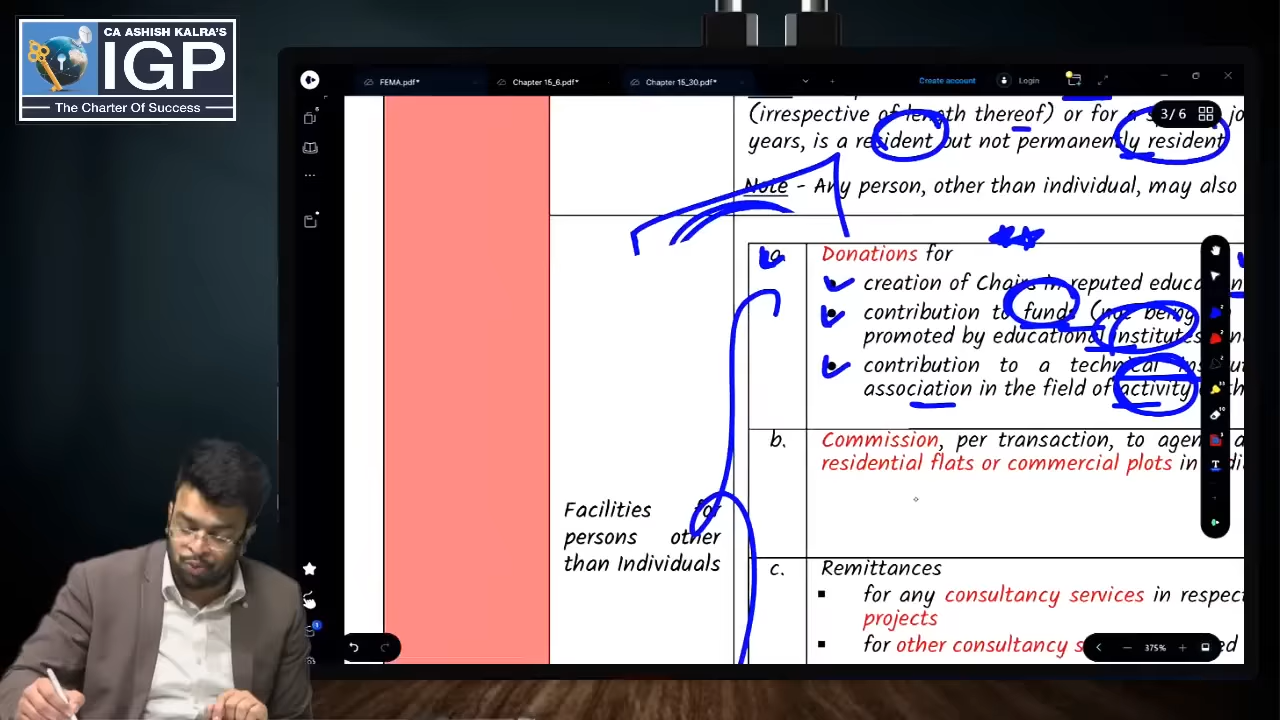 CA ASHISH KALRA'S
IGP
The Charter Of Success
FEMA.pdf*
Chapter 15_6.pdf*
Chapter 15_30.pdf*
Create account
Login
(irrespective of length thereof) or for a
3/6
years, is a resident but not permanently resident
Note - Any person, other than individual, may also
a. Donations for
creation of Chairs in reputed
contribution to funds (not being
promoted by educational institutes
contribution to a technical
association in the field of activity
b. Commission, per transaction, to
residential flats or commercial plots in
Facilities for
persons other
than Individuals
c. Remittances
for any consultancy services in respect
projects
for other consultancy
375%